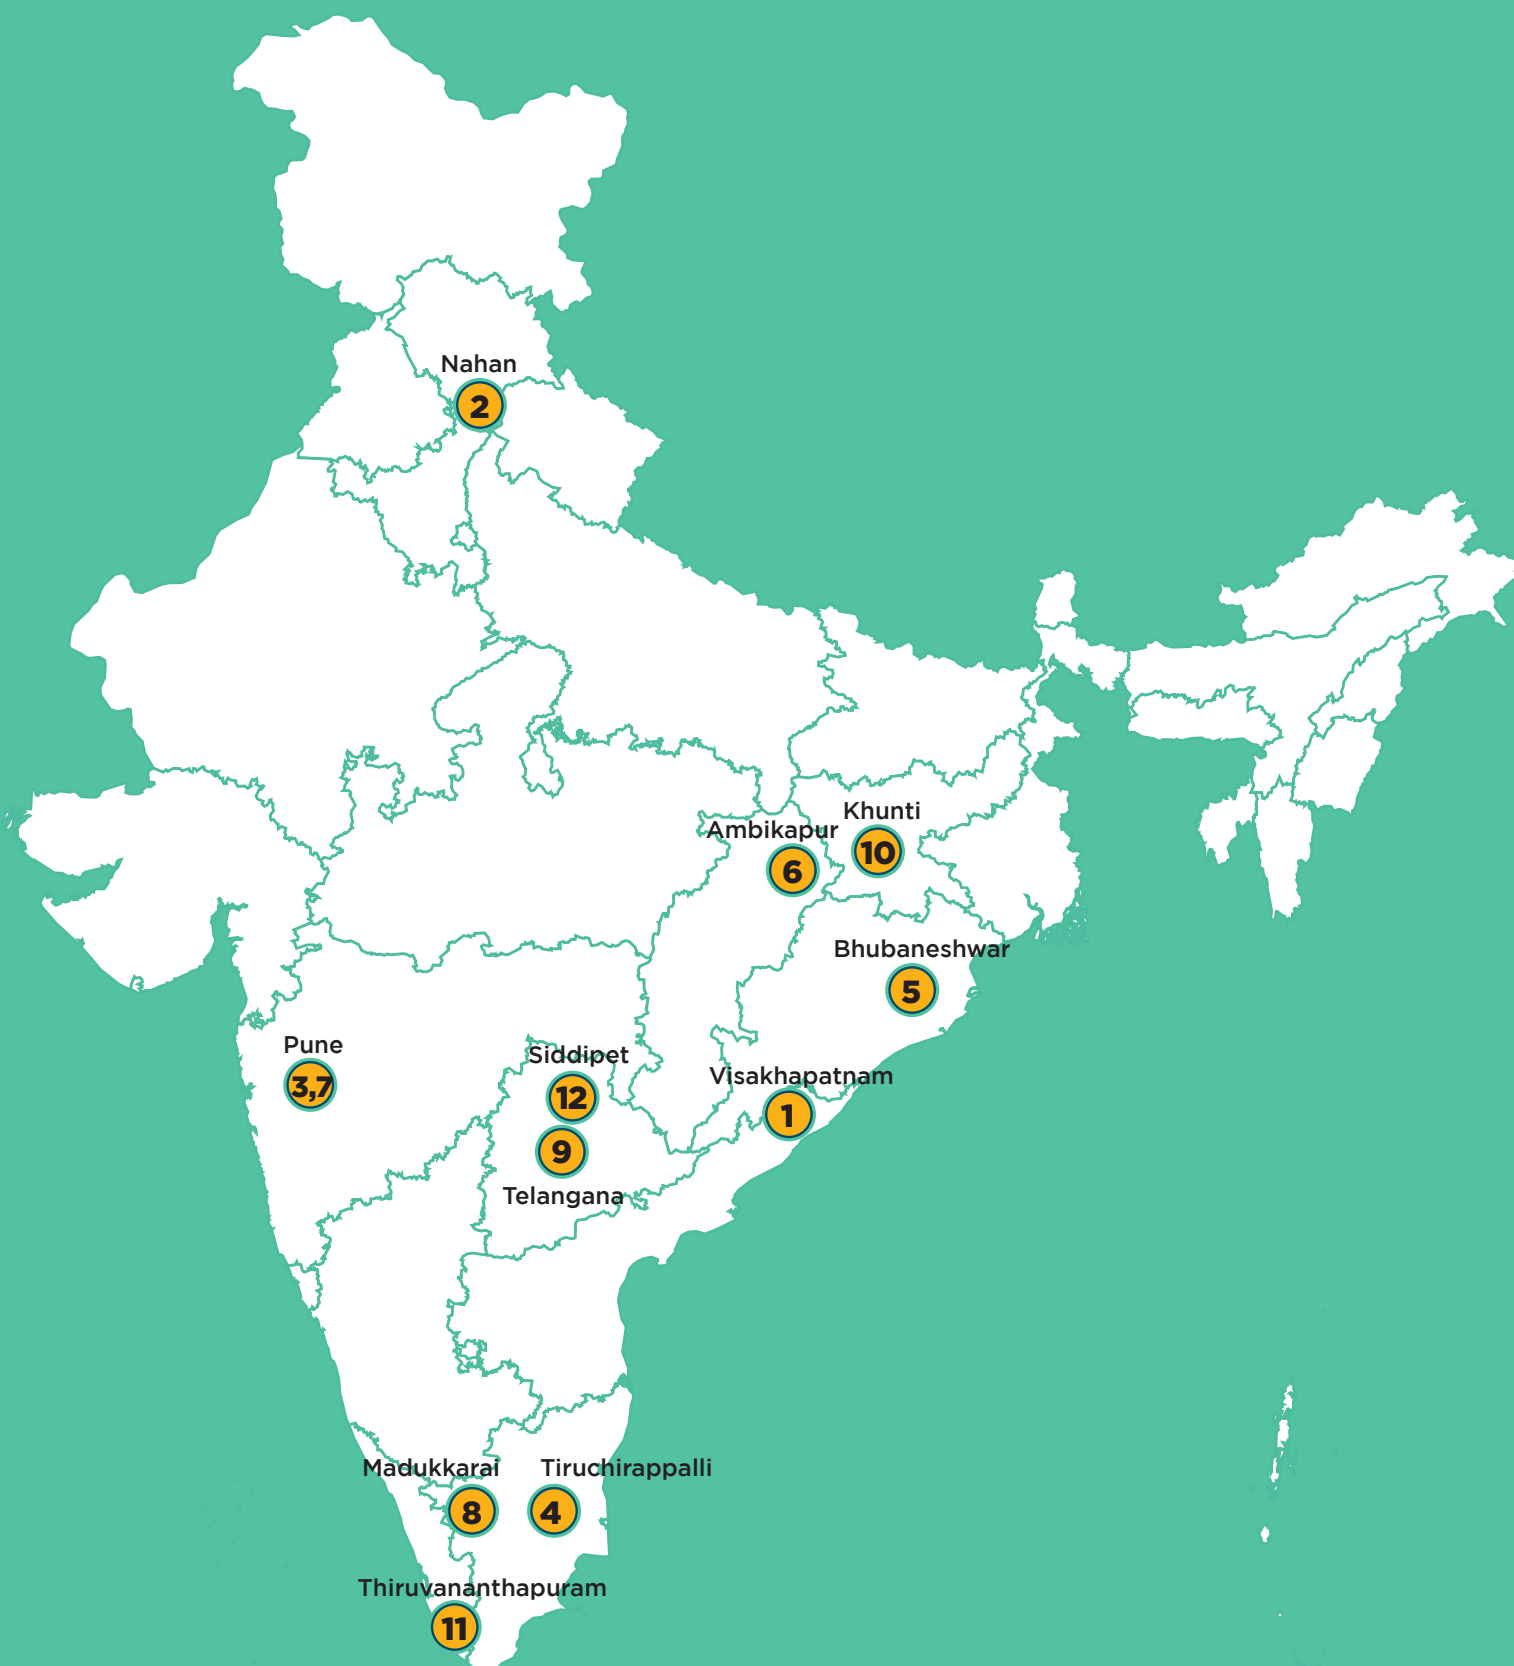 Nahan
2
Khunti
10
Ambikapur
6
Bhubaneshwar
5
Pune
3,7
Siddipet
12
Visakhapatnam
1
9
Telangana
Madukkarai
8
Tiruchirappalli
4
Thiruvananthapuram
11